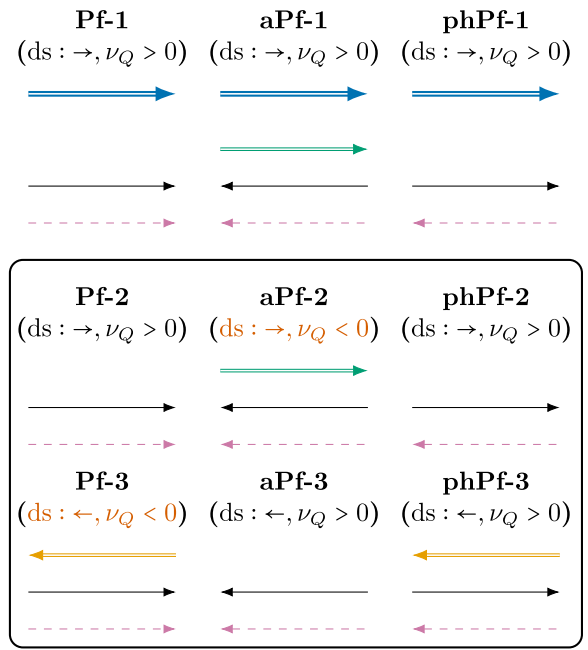 Pf-1 aPf-1 phPf-1
(ds : →, ν_Q > 0) (ds : →, ν_Q > 0) (ds : →, ν_Q > 0)
Pf-2 aPf-2 phPf-2
(ds : →, ν_Q > 0) (ds : →, ν_Q < 0) (ds : →, ν_Q > 0)
Pf-3 aPf-3 phPf-3
(ds : ←, ν_Q < 0) (ds : ←, ν_Q > 0) (ds : ←, ν_Q > 0)